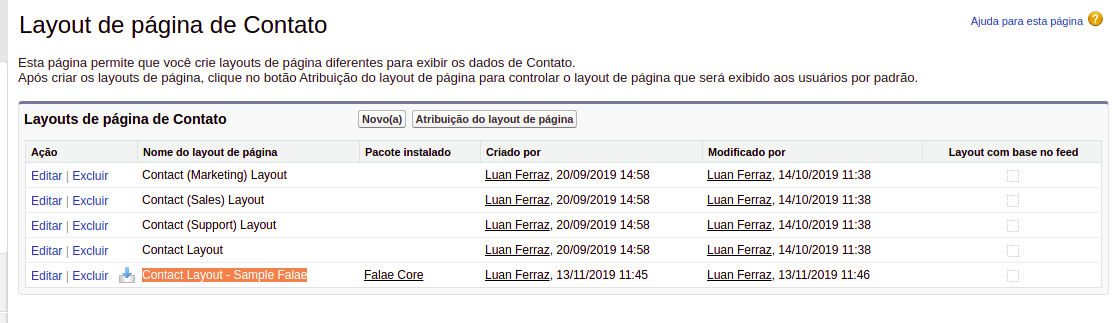 Layout de página de Contato
Ajuda para esta página ?
Esta página permite que você crie layouts de página diferentes para exibir os dados de Contato.
Após criar os layouts de página, clique no botão Atribuição do layout de página para controlar o layout de página que será exibido aos usuários por padrão.
Layouts de página de Contato Novo(a) Atribuição do layout de página
Ação Nome do layout de página Pacote instalado Criado por Modificado por Layout com base no feed
Editar | Excluir Contact (Marketing) Layout Luan Ferraz, 20/09/2019 14:58 Luan Ferraz, 14/10/2019 11:38
Editar | Excluir Contact (Sales) Layout Luan Ferraz, 20/09/2019 14:58 Luan Ferraz, 14/10/2019 11:38
Editar | Excluir Contact (Support) Layout Luan Ferraz, 20/09/2019 14:58 Luan Ferraz, 14/10/2019 11:38
Editar | Excluir Contact Layout Luan Ferraz, 20/09/2019 14:58 Luan Ferraz, 14/10/2019 11:38
Editar | Excluir Contact Layout - Sample Falae Falae Core Luan Ferraz, 13/11/2019 11:45 Luan Ferraz, 13/11/2019 11:46